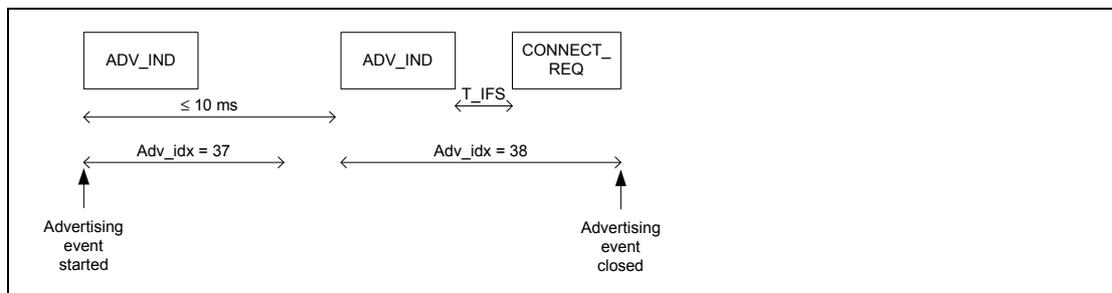 ADV_IND
ADV_IND
CONNECT_
REQ
T_IFS
≤ 10 ms
Adv_idx = 37
Adv_idx = 38
Advertising
event
started
Advertising
event
closed